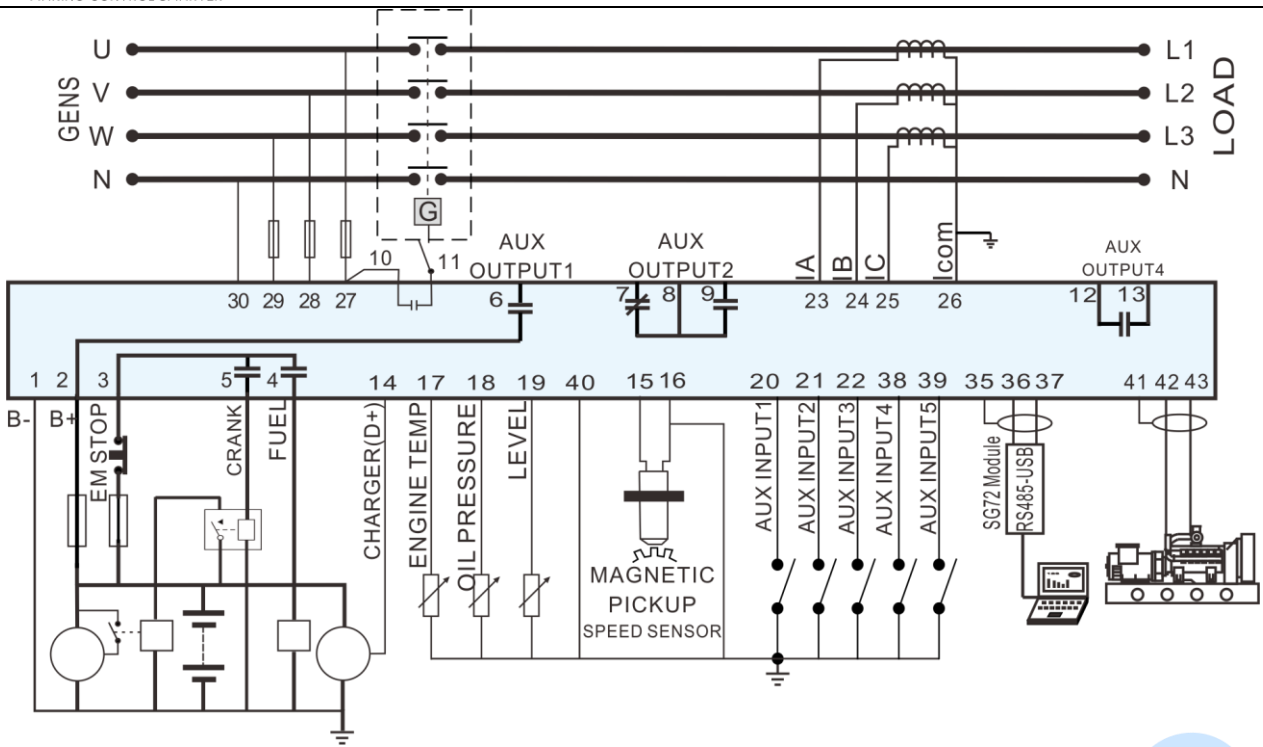 U
L1
V
L2
W
L3
N
N
GENS
LOAD
G
10
11
AUX
OUTPUT1
AUX
OUTPUT2
IA
IB
IC
Icom
AUX
OUTPUT4
30 29 28 27
6
7 8 9
23 24 25 26
12 13
1 2 3 5 4 14 17 18 19 40 15 16 20 21 22 38 39 35 36 37 41 42 43
B- B+
EM STOP
CRANK
FUEL
CHARGER(D+)
ENGINE TEMP
OIL PRESSURE
LEVEL
AUX INPUT1
AUX INPUT2
AUX INPUT3
AUX INPUT4
AUX INPUT5
SG72 Module
RS485-USB
MAGNETIC
PICKUP
SPEED SENSOR